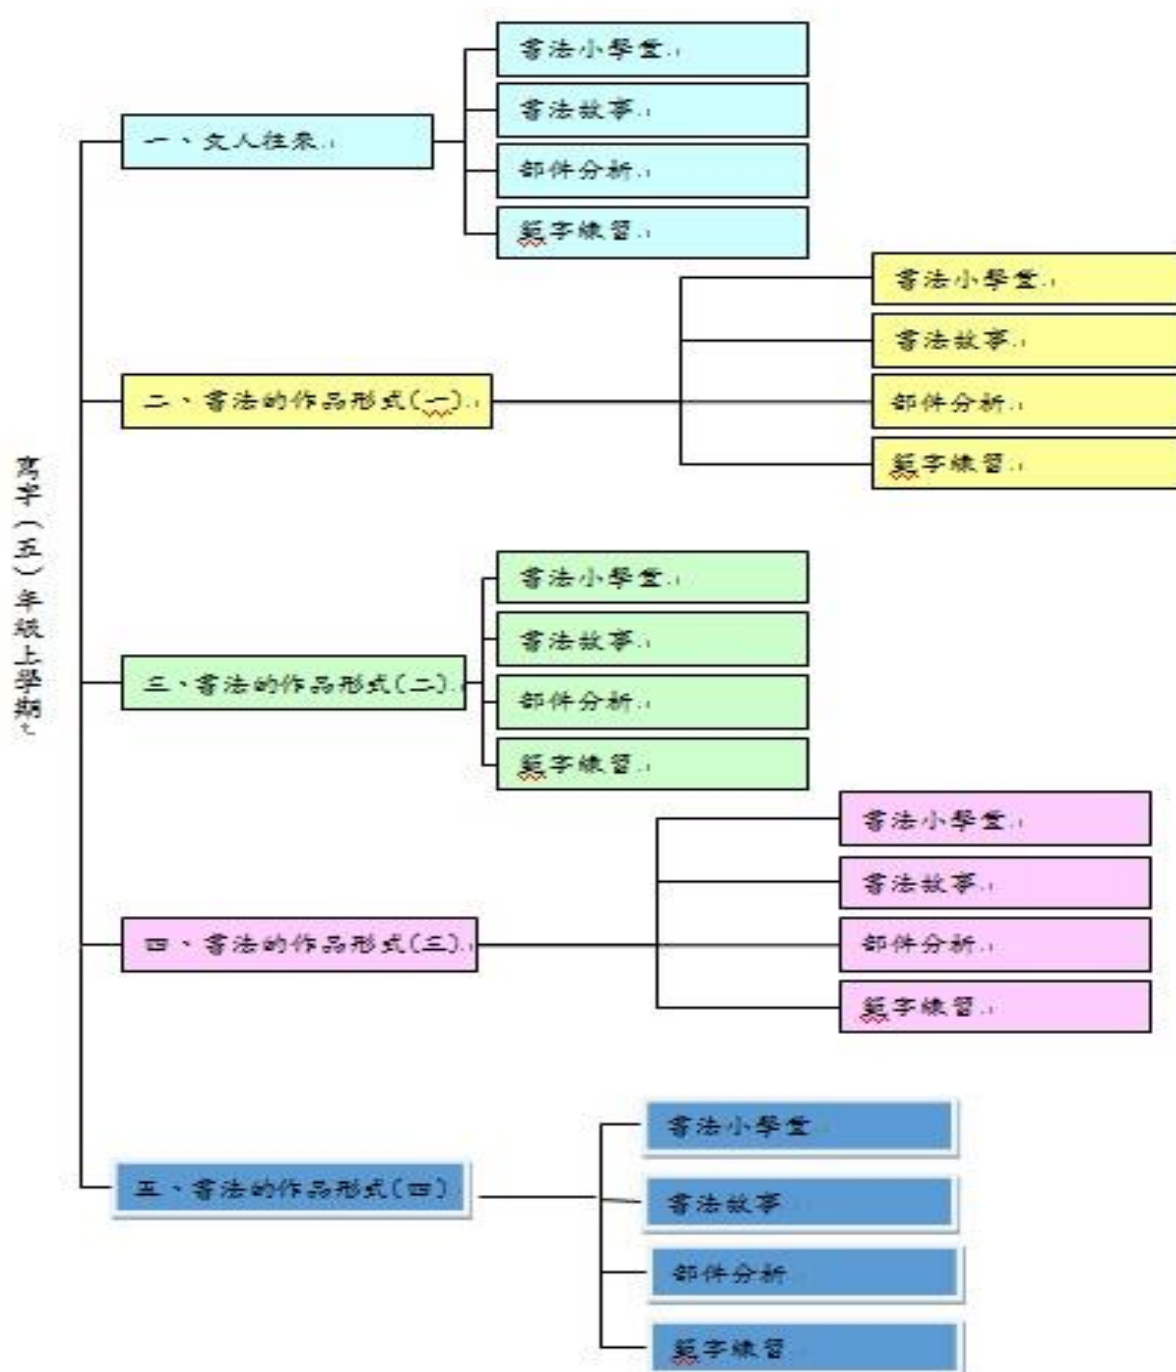 寫字(五)年級上學期
一、文人往來
書法小學堂
書法故事
部件分析
範字練習
二、書法的作品形式(一)
書法小學堂
書法故事
部件分析
範字練習
三、書法的作品形式(二)
書法小學堂
書法故事
部件分析
範字練習
四、書法的作品形式(三)
書法小學堂
書法故事
部件分析
範字練習
五、書法的作品形式(四)
書法小學堂
書法故事
部件分析
範字練習